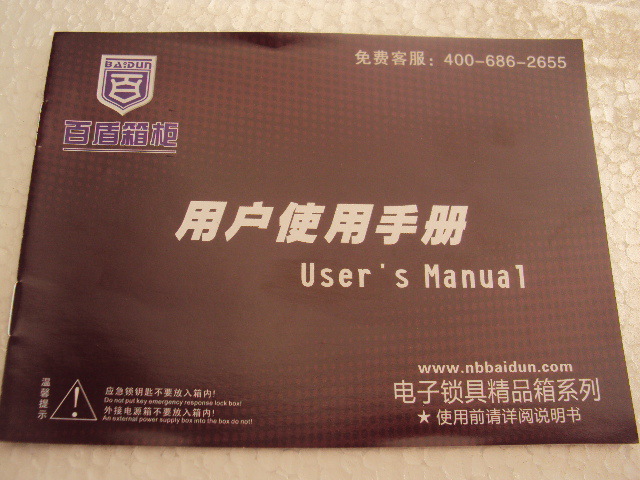 免费客服：400-686-2655
BAIDUN
百
百盾箱柜
用户使用手册
User's Manual
www.nbbaidun.com
电子锁具精品箱系列
★ 使用前请详阅说明书
温馨提示
应急锁钥匙不要放入箱内!
Do not put key emergency response lock box!
外接电源箱不要放入箱内!
An external power supply box into the box do not!